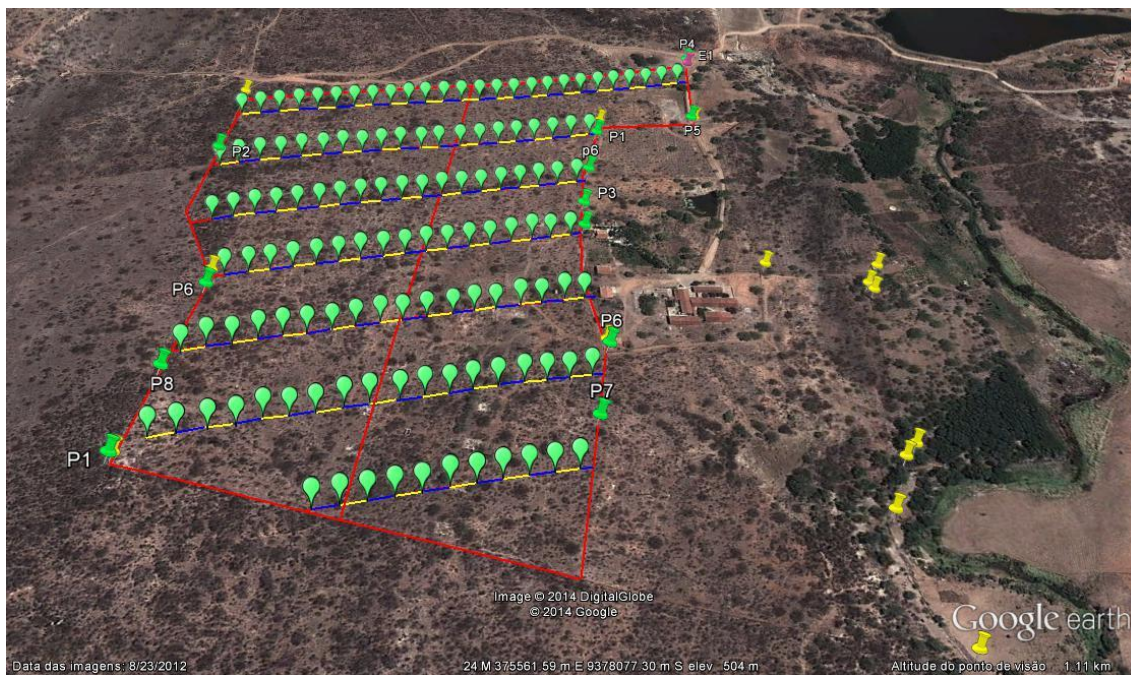 P4
E1
P5
P1
P2
p6
P3
P6
P6
P8
P7
P1
Image © 2014 DigitalGlobe
© 2014 Google
Google earth
Data das imagens: 8/23/2012
24 M 375561.59 m E 9378077.30 m S elev 504 m
Altitude do ponto de visão 1.11 km